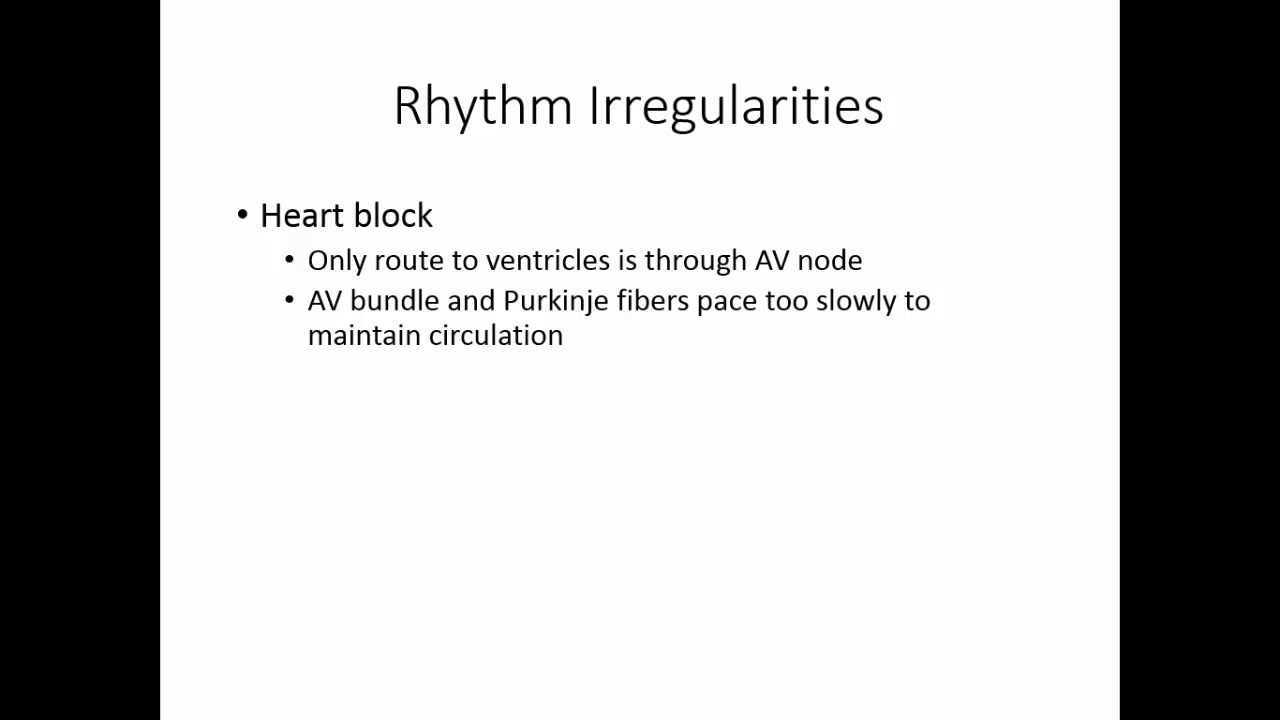 Rhythm Irregularities
• Heart block
• Only route to ventricles is through AV node
• AV bundle and Purkinje fibers pace too slowly to
maintain circulation